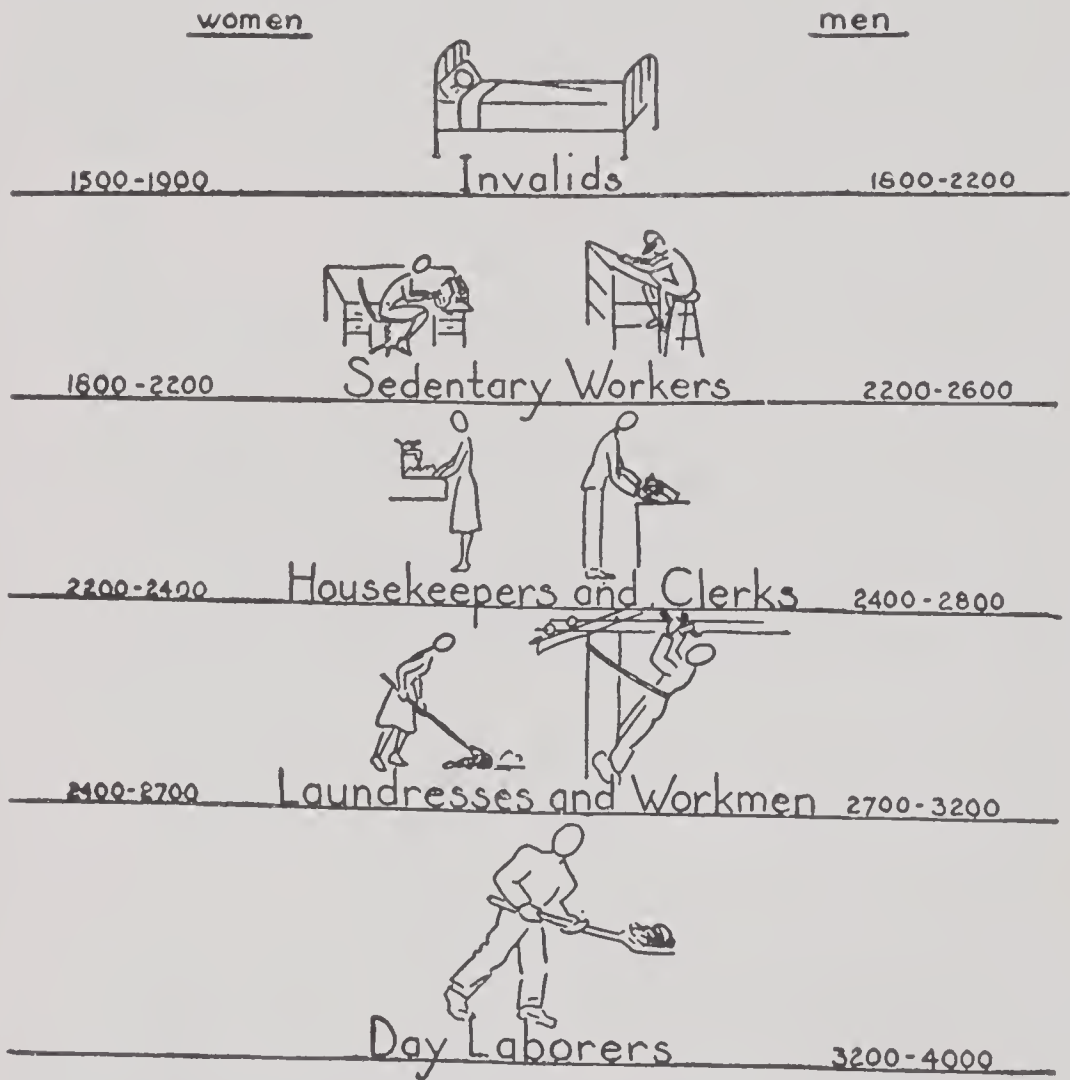 women men
1500-1900 Invalids 1800-2200
1800-2200 Sedentary Workers 2200-2600
2200-2400 Housekeepers and Clerks 2400-2800
2400-2700 Laundresses and Workmen 2700-3200
Day Laborers 3200-4000